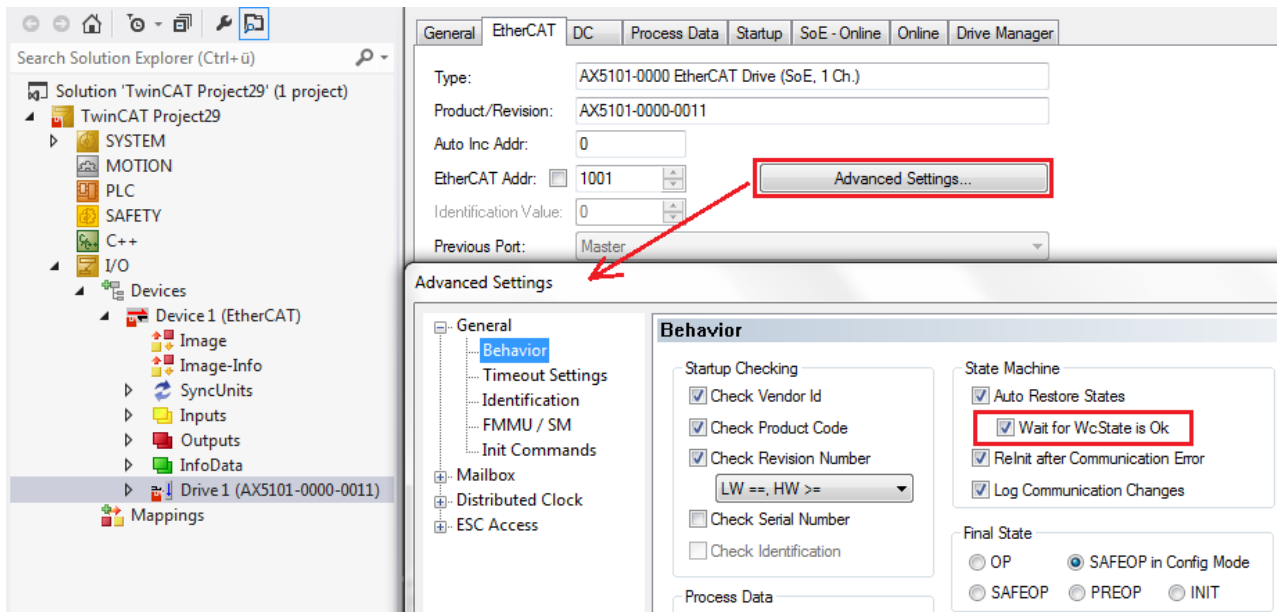 Search Solution Explorer (Ctrl+ü)
Solution 'TwinCAT Project29' (1 project)
TwinCAT Project29
SYSTEM
MOTION
PLC
SAFETY
C++
I/O
Devices
Device 1 (EtherCAT)
Image
Image-Info
SyncUnits
Inputs
Outputs
InfoData
Drive 1 (AX5101-0000-0011)
Mappings
General EtherCAT DC Process Data Startup SoE - Online Online Drive Manager
Type: AX5101-0000 EtherCAT Drive (SoE, 1 Ch.)
Product/Revision: AX5101-0000-0011
Auto Inc Addr: 0
EtherCAT Addr: 1001 Advanced Settings...
Identification Value: 0
Previous Port: Master
Advanced Settings
General
Behavior
Timeout Settings
Identification
FMMU / SM
Init Commands
Mailbox
Distributed Clock
ESC Access
Behavior
Startup Checking
Check Vendor Id
Check Product Code
Check Revision Number
LW ==, HW >=
Check Serial Number
Check Identification
Process Data
State Machine
Auto Restore States
Wait for WcState is Ok
ReInit after Communication Error
Log Communication Changes
Final State
OP SAFEOP in Config Mode
SAFEOP PREOP INIT